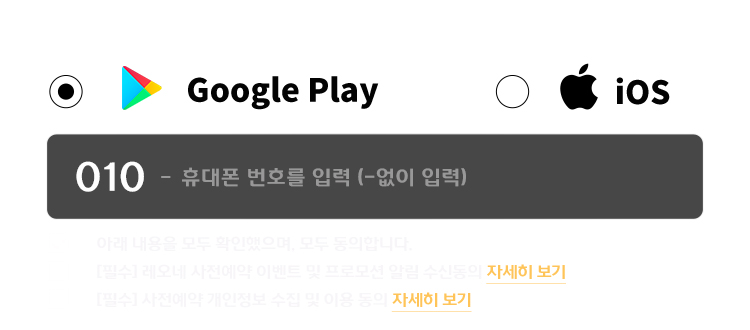 Google Play iOS
010 - 휴대폰 번호를 입력 (-없이 입력)
아래 내용을 모두 확인했으며, 모두 동의합니다.
[필수] 레오네 사전예약 이벤트 및 프로모션 알림 수신동의 자세히 보기
[필수] 사전예약 개인정보 수집 및 이용 동의 자세히 보기